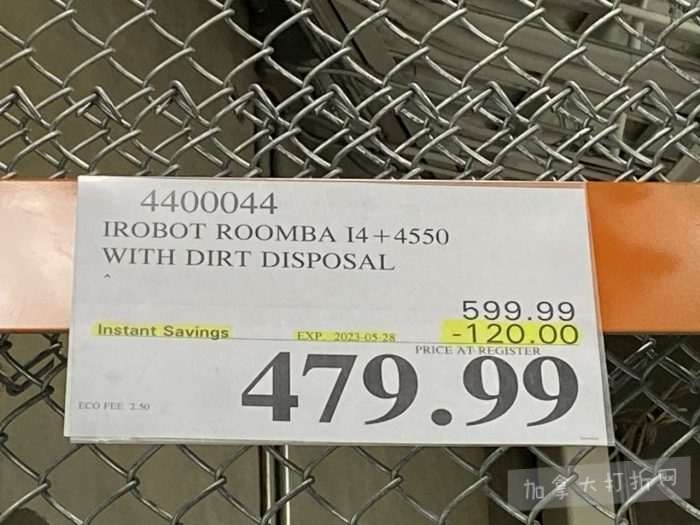 4400044
IROBOT ROOMBA I4+4550
WITH DIRT DISPOSAL
^
599.99
Instant Savings EXP. 2023-05-28 -120.00
PRICE AT REGISTER
ECO FEE 2.50 479.99
加拿大打折网